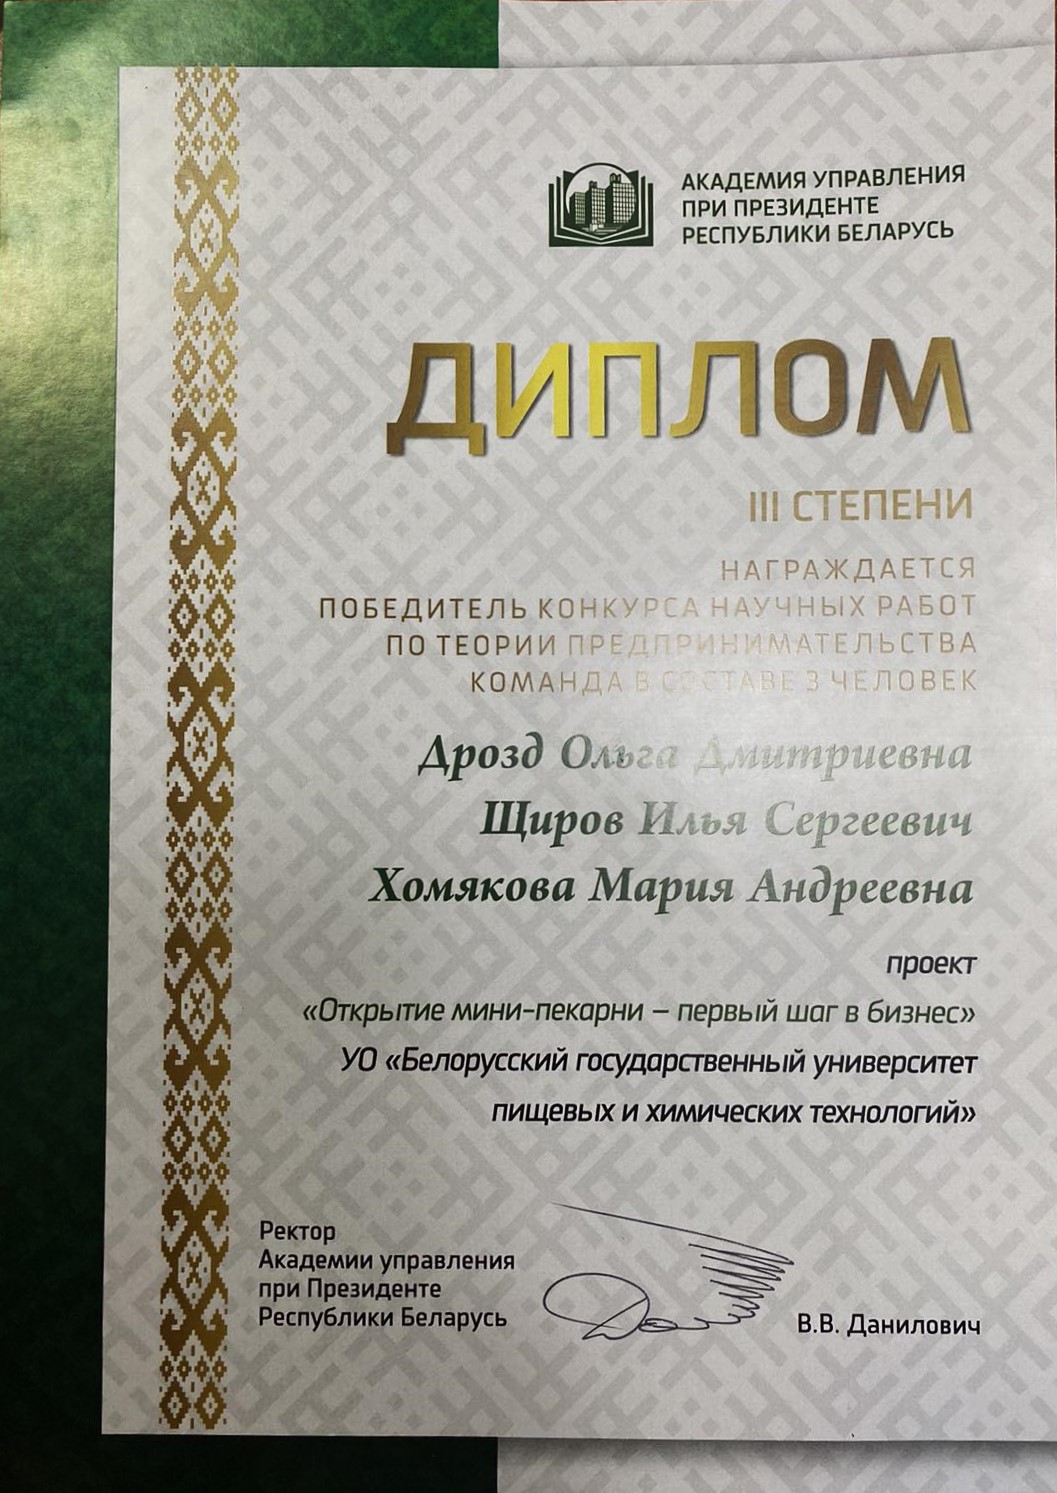 АКАДЕМИЯ УПРАВЛЕНИЯ
ПРИ ПРЕЗИДЕНТЕ
РЕСПУБЛИКИ БЕЛАРУСЬ
ДИПЛОМ
III СТЕПЕНИ
НАГРАЖДАЕТСЯ
ПОБЕДИТЕЛЬ КОНКУРСА НАУЧНЫХ РАБОТ
ПО ТЕОРИИ ПРЕДПРИНИМАТЕЛЬСТВА
КОМАНДА В СОСТАВЕ 3 ЧЕЛОВЕК
Дрозд Ольга Дмитриевна
Щиров Илья Сергеевич
Хомякова Мария Андреевна
проект
«Открытие мини-пекарни – первый шаг в бизнес»
УО «Белорусский государственный университет
пищевых и химических технологий»
Ректор
Академии управления
при Президенте
Республики Беларусь
В.В. Данилович